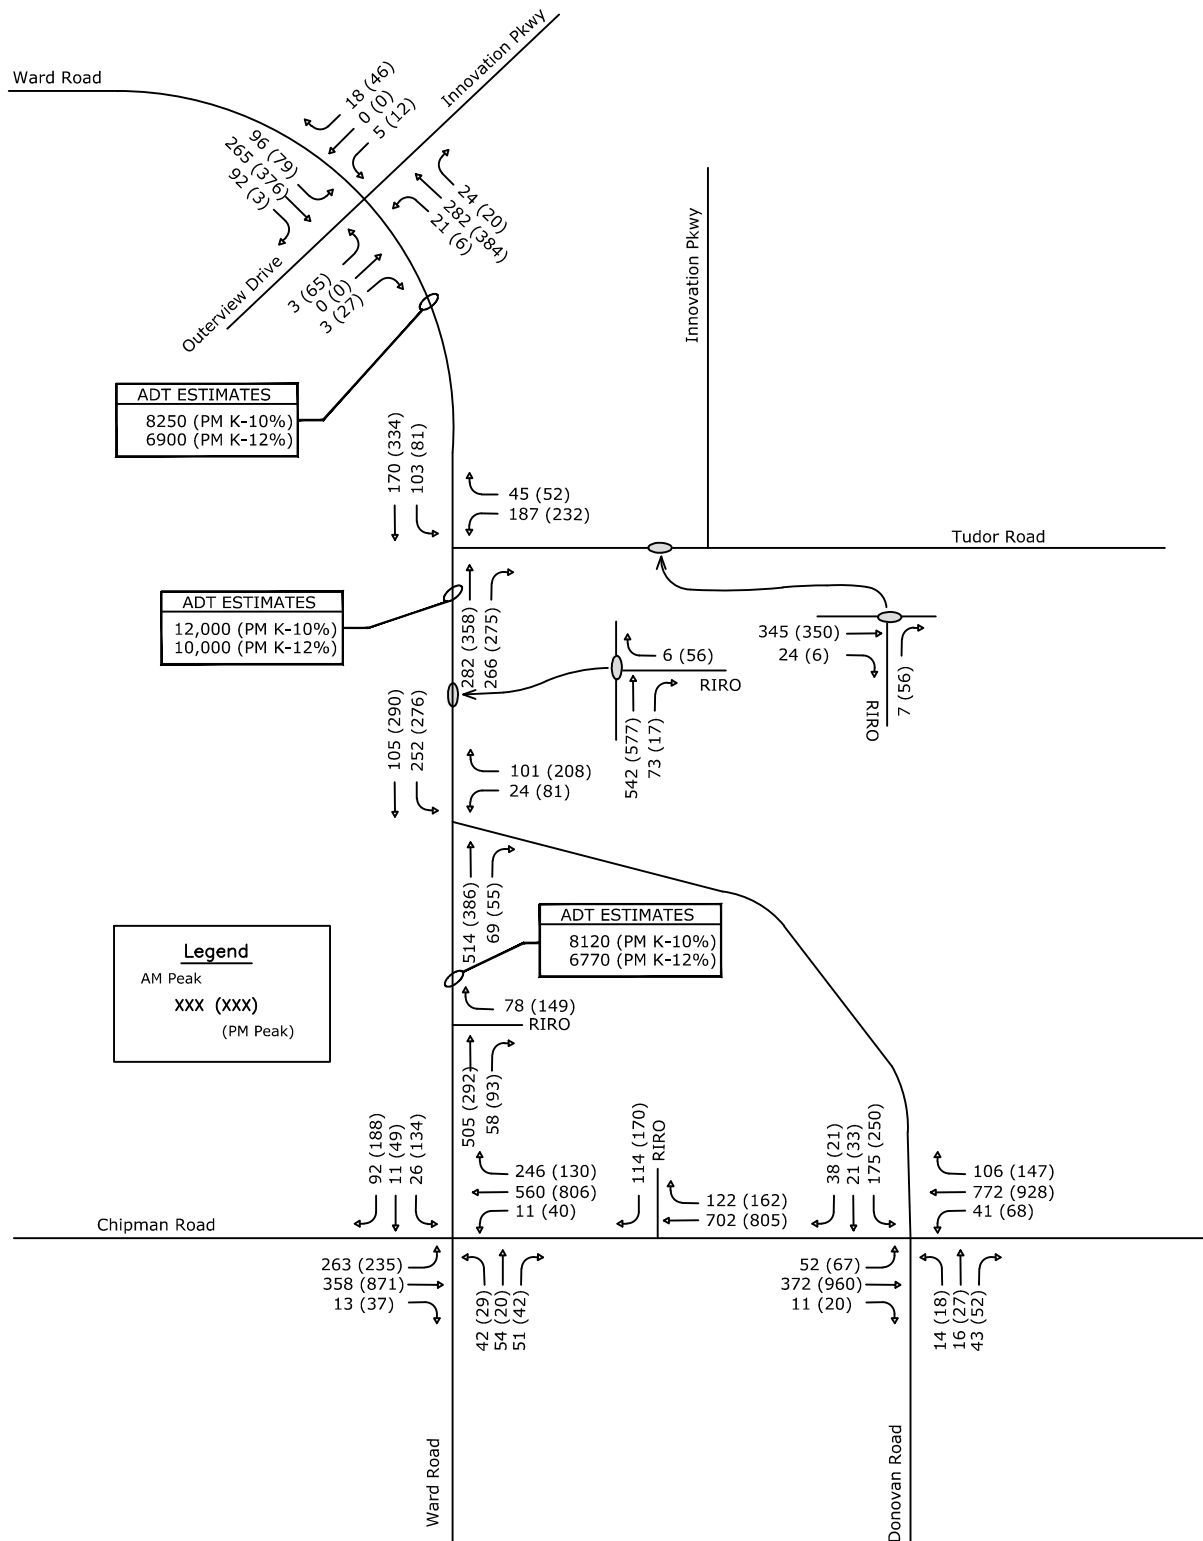 Ward Road
Innovation Pkwy
18 (46)
0 (0)
5 (12)
96 (79)
265 (376)
92 (3)
24 (20)
282 (384)
21 (6)
3 (65)
0 (0)
3 (27)
Outerview Drive
Innovation Pkwy
ADT ESTIMATES
8250 (PM K-10%)
6900 (PM K-12%)
170 (334)
103 (81)
45 (52)
187 (232)
Tudor Road
ADT ESTIMATES
12,000 (PM K-10%)
10,000 (PM K-12%)
282 (358)
266 (275)
6 (56)
RIRO
542 (577)
73 (17)
345 (350)
24 (6)
RIRO
7 (56)
105 (290)
252 (276)
101 (208)
24 (81)
514 (386)
69 (55)
ADT ESTIMATES
8120 (PM K-10%)
6770 (PM K-12%)
Legend
AM Peak
XXX (XXX)
(PM Peak)
78 (149)
RIRO
505 (292)
58 (93)
92 (188)
11 (49)
26 (134)
246 (130)
560 (806)
11 (40)
114 (170)
RIRO
122 (162)
702 (805)
38 (21)
21 (33)
175 (250)
106 (147)
772 (928)
41 (68)
Chipman Road
263 (235)
358 (871)
13 (37)
42 (29)
54 (20)
51 (42)
52 (67)
372 (960)
11 (20)
14 (18)
16 (27)
43 (52)
Ward Road
Donovan Road